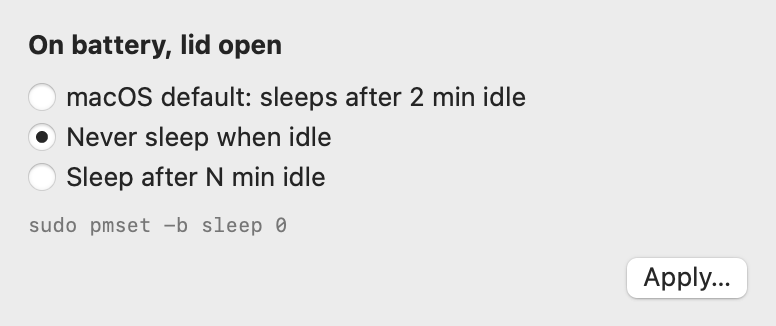 On battery, lid open
macOS default: sleeps after 2 min idle
Never sleep when idle
Sleep after N min idle
sudo pmset -b sleep 0
Apply...